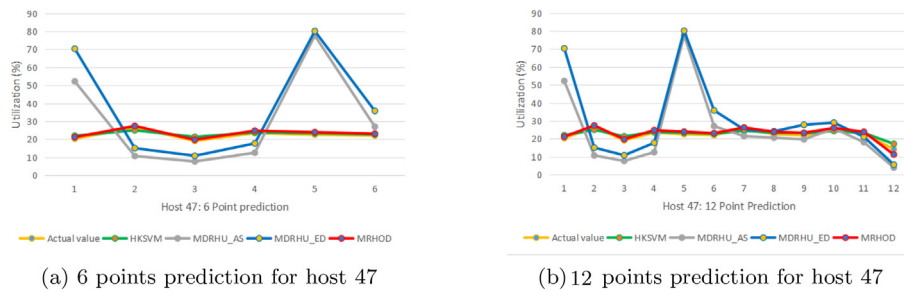 90
80
70
60
50
40
30
20
10
0
Utilization (%)
1 2 3 4 5 6
Host 47: 6 Point prediction
Actual value HKSVM MDRHU_AS MDRHU_ED MRHOD
(a) 6 points prediction for host 47
90
80
70
60
50
40
30
20
10
0
Utilization (%)
1 2 3 4 5 6 7 8 9 10 11 12
Host 47: 12 Point Prediction
Actual value HKSVM MDRHU_AS MDRHU_ED MRHOD
(b) 12 points prediction for host 47